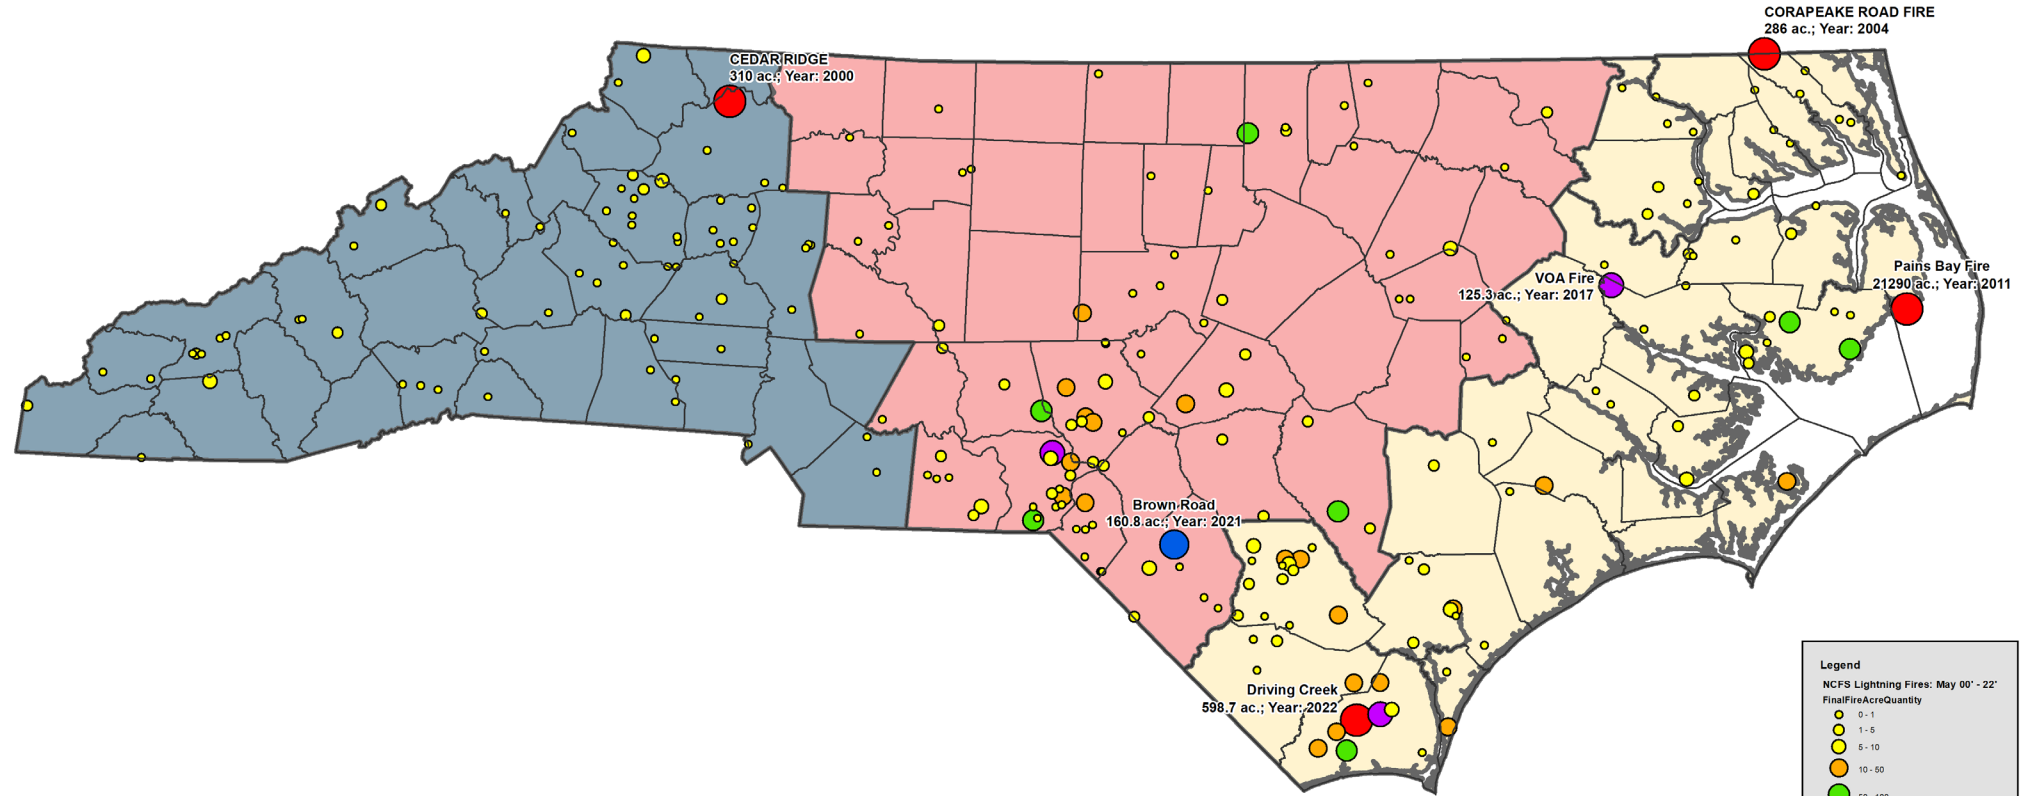 CORAPEAKE ROAD FIRE
286 ac.; Year: 2004
CEDAR RIDGE
310 ac.; Year: 2000
Pains Bay Fire
21290 ac.; Year: 2011
VOA Fire
125.3 ac.; Year: 2017
Brown Road
160.8 ac.; Year: 2021
Driving Creek
598.7 ac.; Year: 2022
Legend
NCFS Lightning Fires: May 00' - 22'
FinalFireAcreQuantity
0 - 1
1 - 5
5 - 10
10 - 50